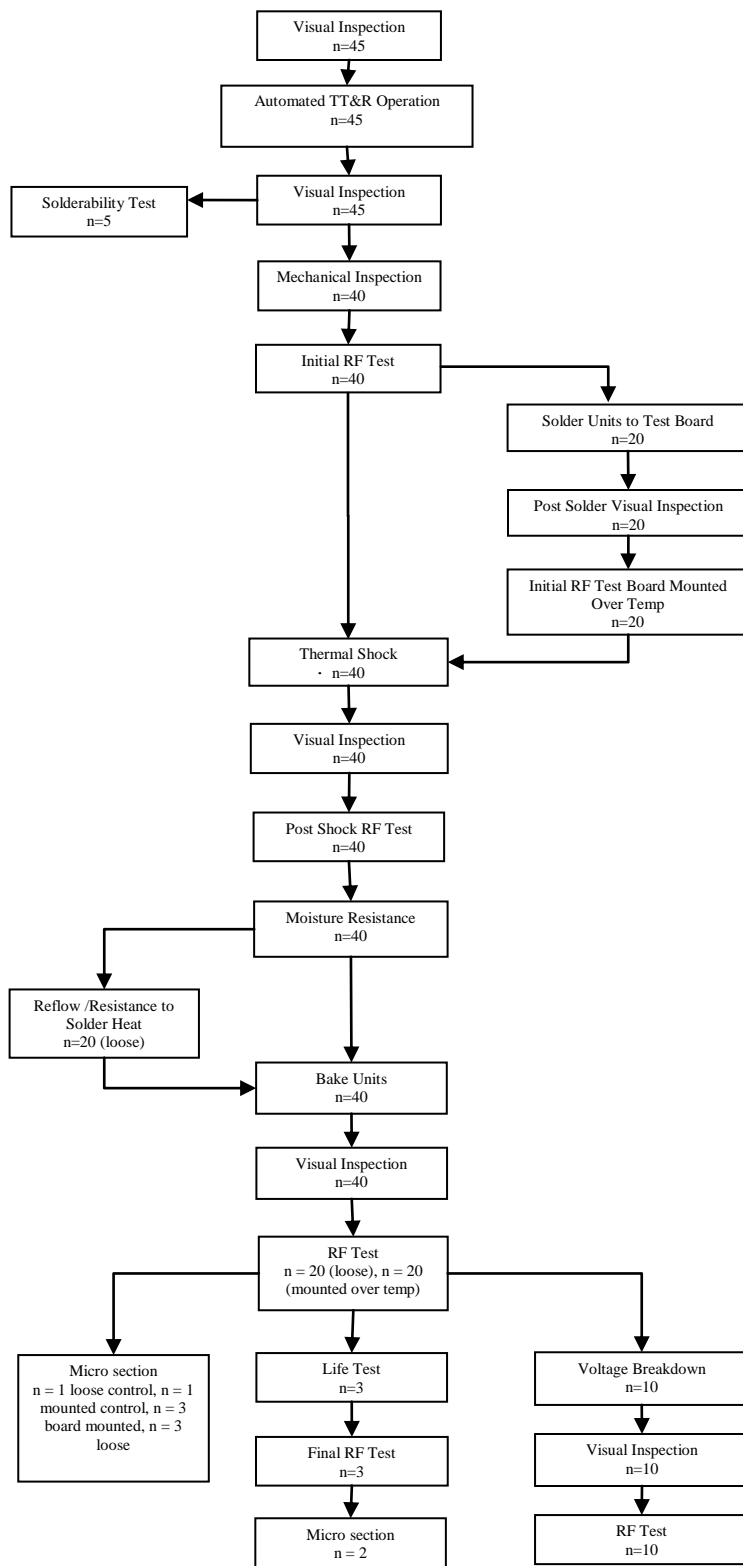 Visual Inspection
n=45
Automated TT&R Operation
n=45
Visual Inspection
n=45
Solderability Test
n=5
Mechanical Inspection
n=40
Initial RF Test
n=40
Solder Units to Test Board
n=20
Post Solder Visual Inspection
n=20
Initial RF Test Board Mounted
Over Temp
n=20
Thermal Shock
· n=40
Visual Inspection
n=40
Post Shock RF Test
n=40
Moisture Resistance
n=40
Reflow /Resistance to
Solder Heat
n=20 (loose)
Bake Units
n=40
Visual Inspection
n=40
RF Test
n = 20 (loose), n = 20
(mounted over temp)
Micro section
n = 1 loose control, n = 1
mounted control, n = 3
board mounted, n = 3
loose
Life Test
n=3
Final RF Test
n=3
Micro section
n = 2
Voltage Breakdown
n=10
Visual Inspection
n=10
RF Test
n=10